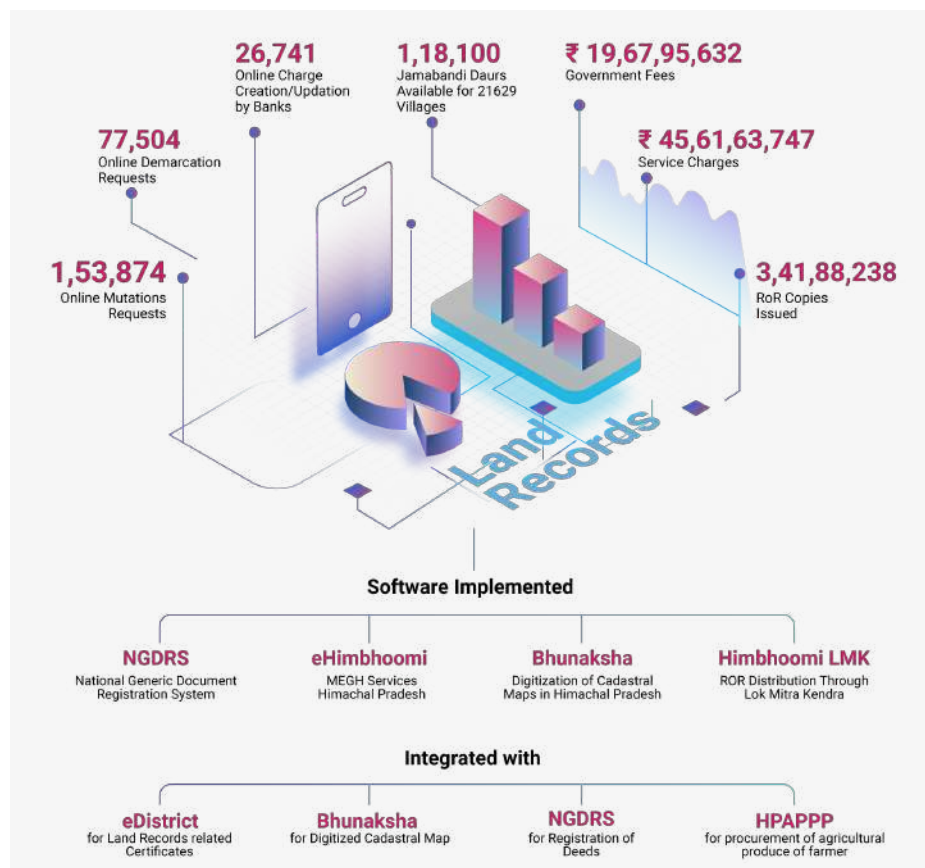 26,741
Online Charge
Creation/Updation
by Banks
1,18,100
Jamabandi Daurs
Available for 21629
Villages
₹ 19,67,95,632
Government Fees
77,504
Online Demarcation
Requests
₹ 45,61,63,747
Service Charges
1,53,874
Online Mutations
Requests
3,41,88,238
RoR Copies
Issued
Land
Records
Software Implemented
NGDRS
National Generic Document
Registration System
eHimbhoomi
MEGH Services
Himachal Pradesh
Bhunaksha
Digitization of Cadastral
Maps in Himachal Pradesh
Himbhoomi LMK
ROR Distribution Through
Lok Mitra Kendra
Integrated with
eDistrict
for Land Records related
Certificates
Bhunaksha
for Digitized Cadastral Map
NGDRS
for Registration of
Deeds
HPAPPP
for procurement of agricultural
produce of farmer